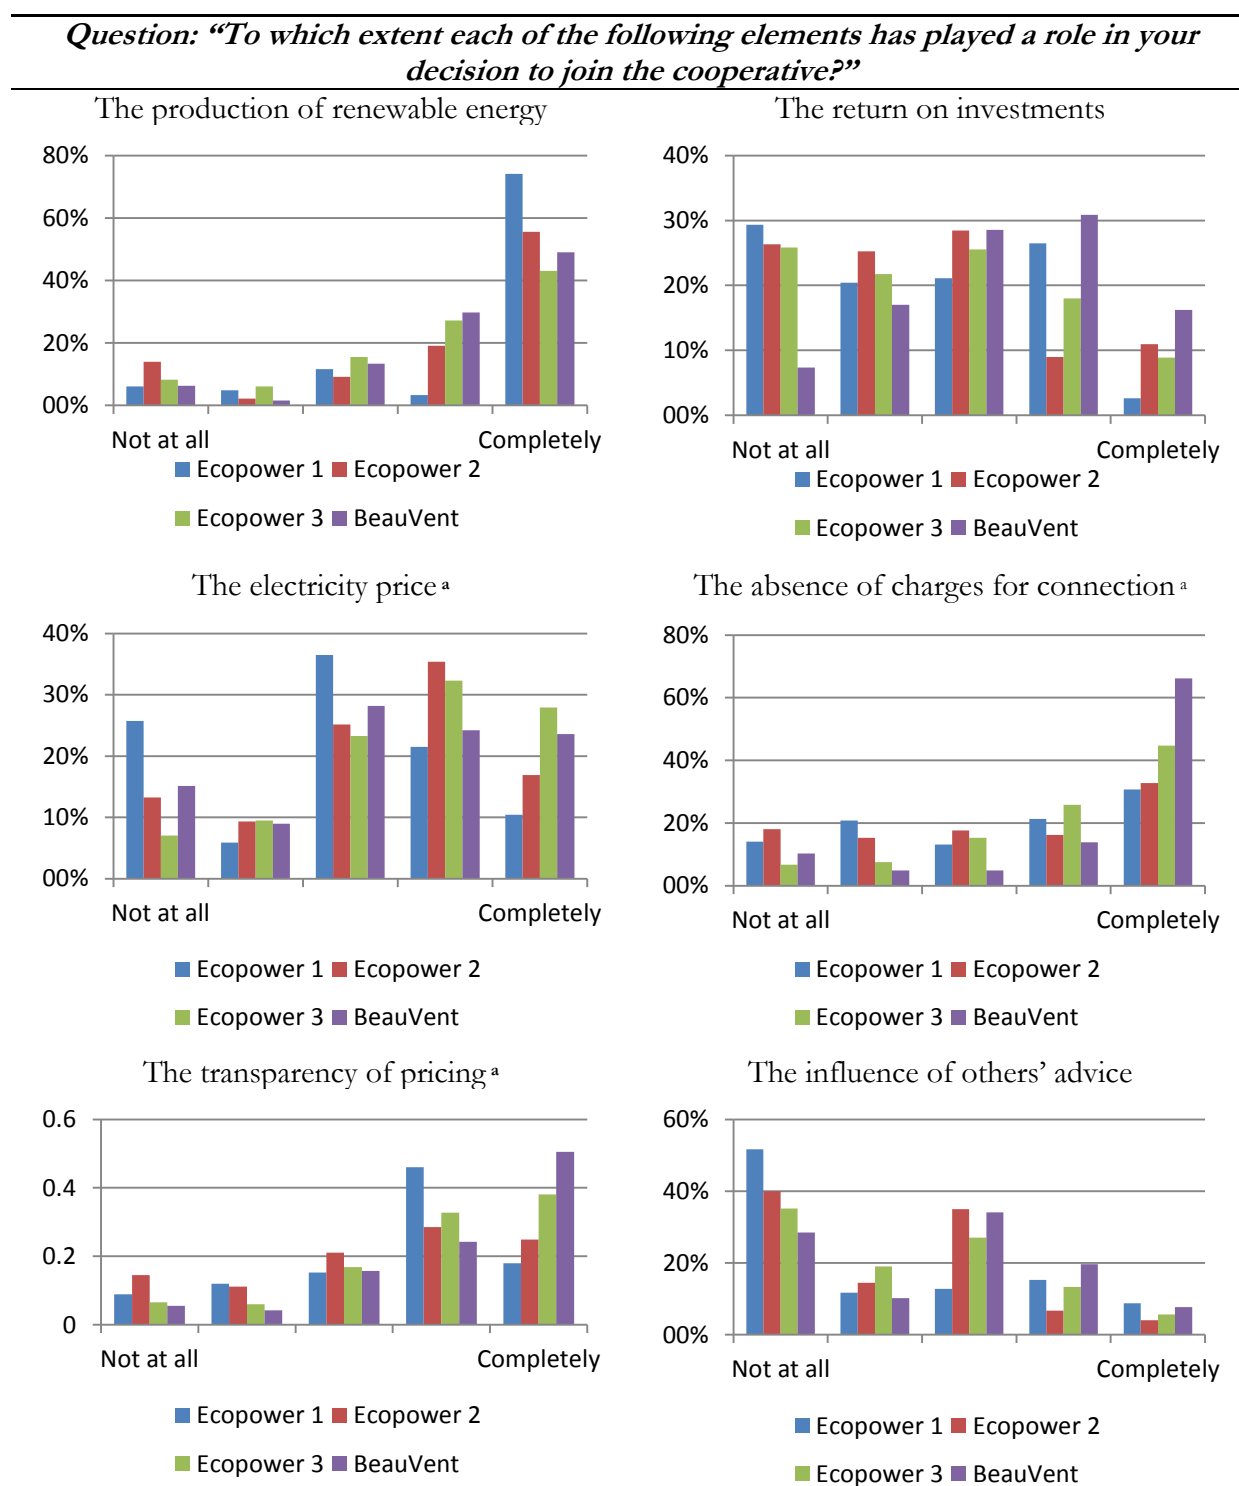 Question: “To which extent each of the following elements has played a role in your
decision to join the cooperative?”
The production of renewable energy
80%
60%
40%
20%
00%
Not at all Completely
Ecopower 1 Ecopower 2
Ecopower 3 BeauVent
The return on investments
40%
30%
20%
10%
00%
Not at all Completely
Ecopower 1 Ecopower 2
Ecopower 3 BeauVent
The electricity price a
40%
30%
20%
10%
00%
Not at all Completely
Ecopower 1 Ecopower 2
Ecopower 3 BeauVent
The absence of charges for connection a
80%
60%
40%
20%
00%
Not at all Completely
Ecopower 1 Ecopower 2
Ecopower 3 BeauVent
The transparency of pricing a
0.6
0.4
0.2
0
Not at all Completely
Ecopower 1 Ecopower 2
Ecopower 3 BeauVent
The influence of others’ advice
60%
40%
20%
00%
Not at all Completely
Ecopower 1 Ecopower 2
Ecopower 3 BeauVent